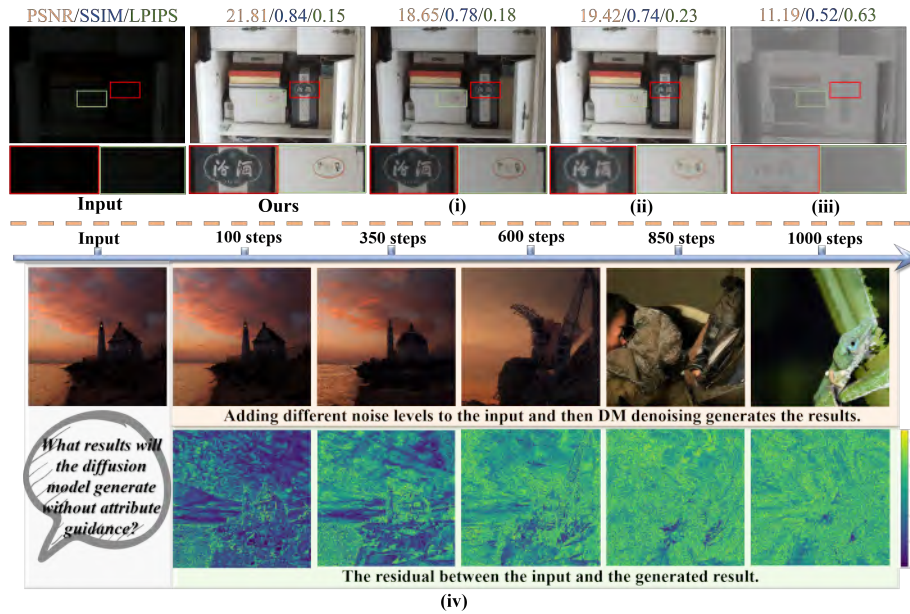 PSNR/SSIM/LPIPS 21.81/0.84/0.15 18.65/0.78/0.18 19.42/0.74/0.23 11.19/0.52/0.63
汾酒 汾酒 汾酒
Input Ours (i) (ii) (iii)
Input 100 steps 350 steps 600 steps 850 steps 1000 steps
Adding different noise levels to the input and then DM denoising generates the results.
What results will
the diffusion
model generate
without attribute
guidance?
The residual between the input and the generated result.
(iv)